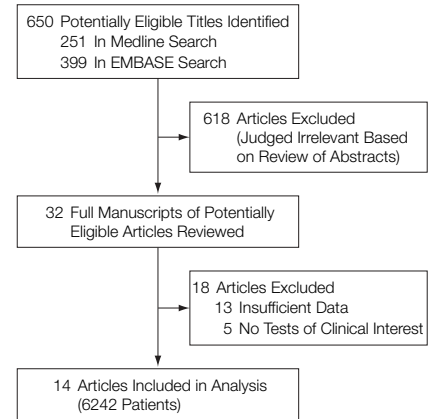 650 Potentially Eligible Titles Identified
251 In Medline Search
399 In EMBASE Search
618 Articles Excluded
(Judged Irrelevant Based
on Review of Abstracts)
32 Full Manuscripts of Potentially
Eligible Articles Reviewed
18 Articles Excluded
13 Insufficient Data
5 No Tests of Clinical Interest
14 Articles Included in Analysis
(6242 Patients)